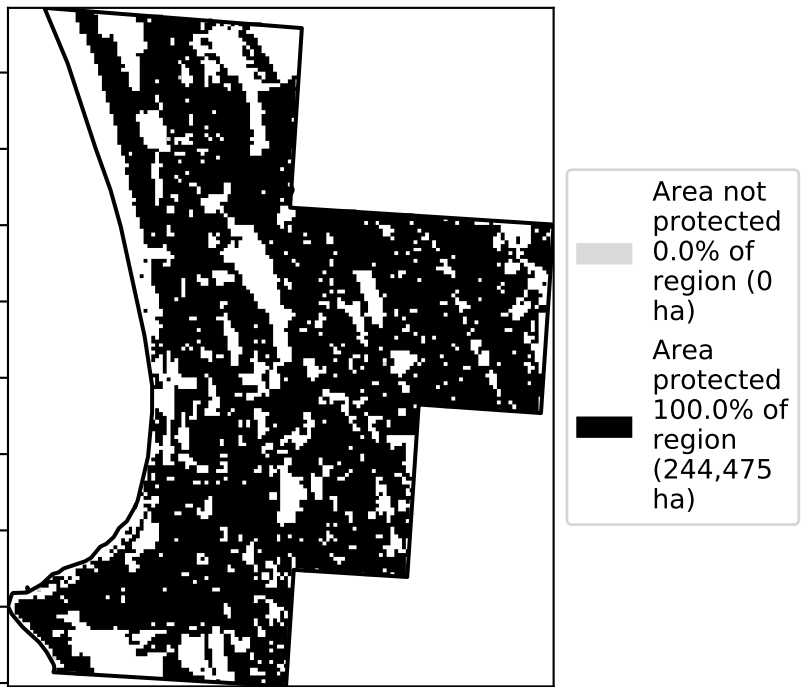 Area not
protected
0.0% of
region (0
ha)
Area
protected
100.0% of
region
(244,475
ha)